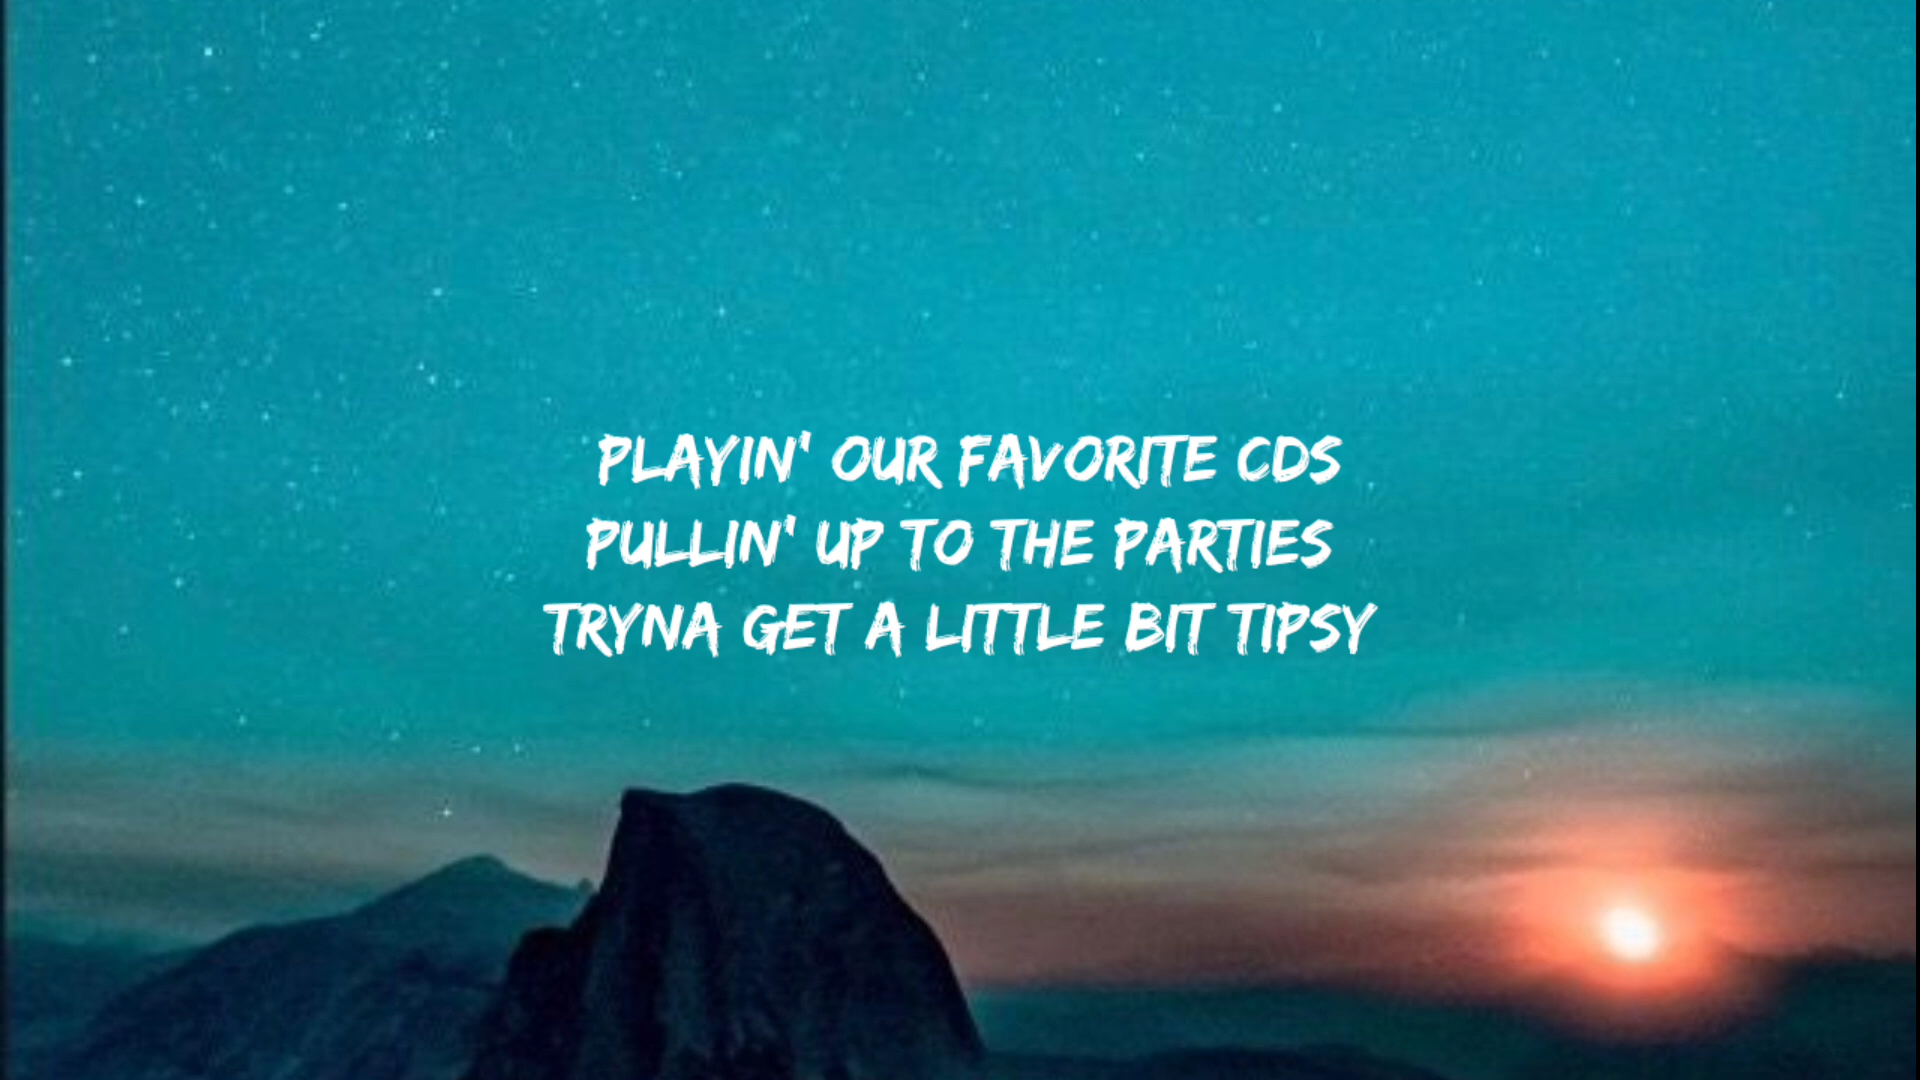 PLAYIN' OUR FAVORITE CDS
PULLIN' UP TO THE PARTIES
TRYNA GET A LITTLE BIT TIPSY